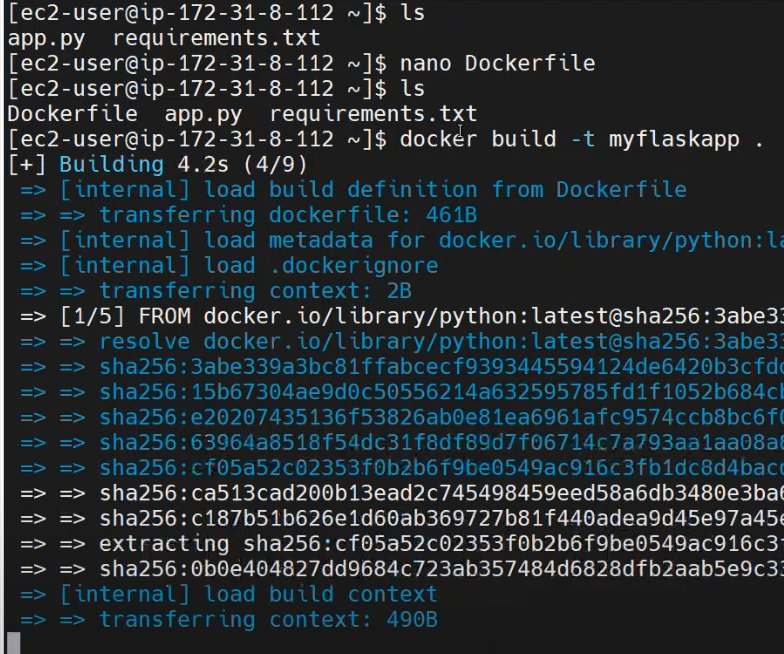 [ec2-user@ip-172-31-8-112 ~]$ ls
app.py  requirements.txt
[ec2-user@ip-172-31-8-112 ~]$ nano Dockerfile
[ec2-user@ip-172-31-8-112 ~]$ ls
Dockerfile  app.py  requirements.txt
[ec2-user@ip-172-31-8-112 ~]$ docker build -t myflaskapp .
[+] Building 4.2s (4/9)
=> [internal] load build definition from Dockerfile
=> => transferring dockerfile: 461B
=> [internal] load metadata for docker.io/library/python:la
=> [internal] load .dockerignore
=> => transferring context: 2B
=> [1/5] FROM docker.io/library/python:latest@sha256:3abe33
=> => resolve docker.io/library/python:latest@sha256:3abe33
=> => sha256:3abe339a3bc81ffabcecf9393445594124de6420b3cfdc
=> => sha256:15b67304ae9d0c50556214a632595785fd1f1052b684cb
=> => sha256:e20207435136f53826ab0e81ea6961afc9574ccb8bc6f0
=> => sha256:63964a8518f54dc31f8df89d7f06714c7a793aa1aa08a8
=> => sha256:cf05a52c02353f0b2b6f9be0549ac916c3fb1dc8d4bacd
=> => sha256:ca513cad200b13ead2c745498459eed58a6db3480e3ba6
=> => sha256:c187b51b626e1d60ab369727b81f440adea9d45e97a45e
=> => extracting sha256:cf05a52c02353f0b2b6f9be0549ac916c3f
=> => sha256:0b0e404827dd9684c723ab357484d6828dfb2aab5e9c33
=> [internal] load build context
=> => transferring context: 490B